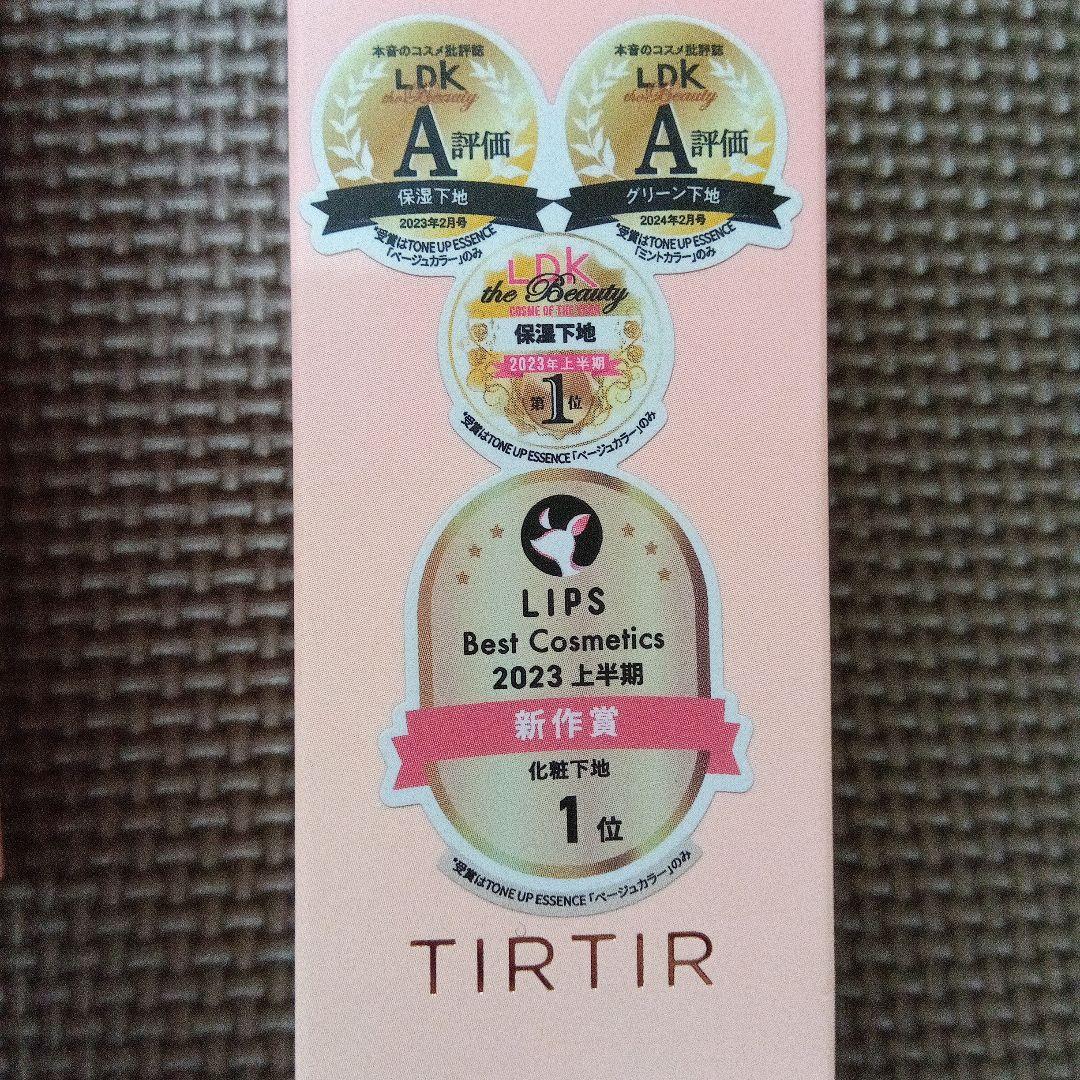 本音のコスメ批評誌
LDK
the Beauty
A評価
保湿下地
2023年2月号
*受賞はTONE UP ESSENCE
「ベージュカラー」のみ
本音のコスメ批評誌
LDK
the Beauty
A評価
グリーン下地
2024年2月号
*受賞はTONE UP ESSENCE
「ミントカラー」のみ
LDK
the Beauty
COSME OF THE YEAR
保湿下地
2023年上半期
第1位
*受賞はTONE UP ESSENCE「ベージュカラー」のみ
LIPS
Best Cosmetics
2023 上半期
新作賞
化粧下地
1位
*受賞はTONE UP ESSENCE「ベージュカラー」のみ
TIRTIR